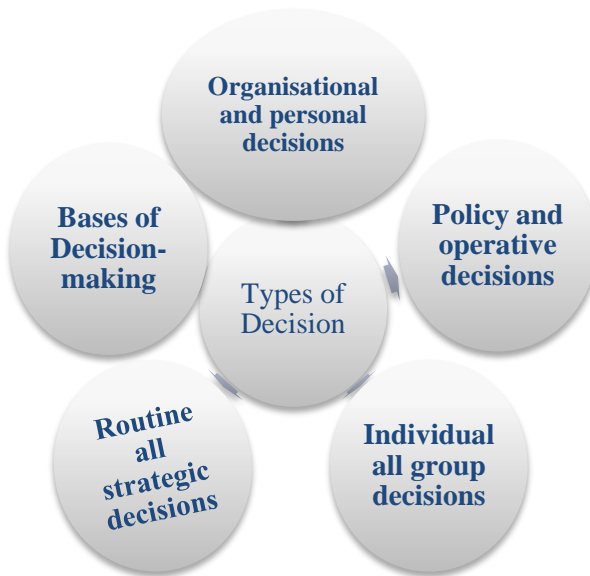 Organisational
and personal
decisions
Bases of
Decision-
making
Policy and
operative
decisions
Types of
Decision
Routine
all
strategic
decisions
Individual
all group
decisions